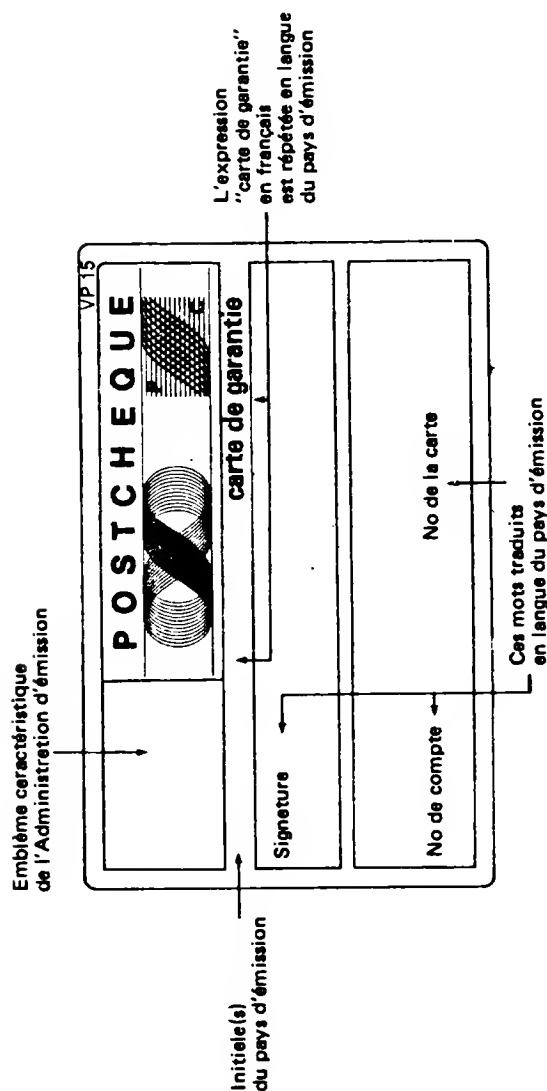 Emblème caractéristique
de l'Administration d'émission
Initiele(s)
du pays d'émission
VP 15
POSTCHEQUE
P C
carte de garantie
L'expression
"carte de garantie"
en français
est répétée en langue
du pays d'émission
Signeture
No de compte
No de la carte
Ces mots traduits
en langue du pays d'émission